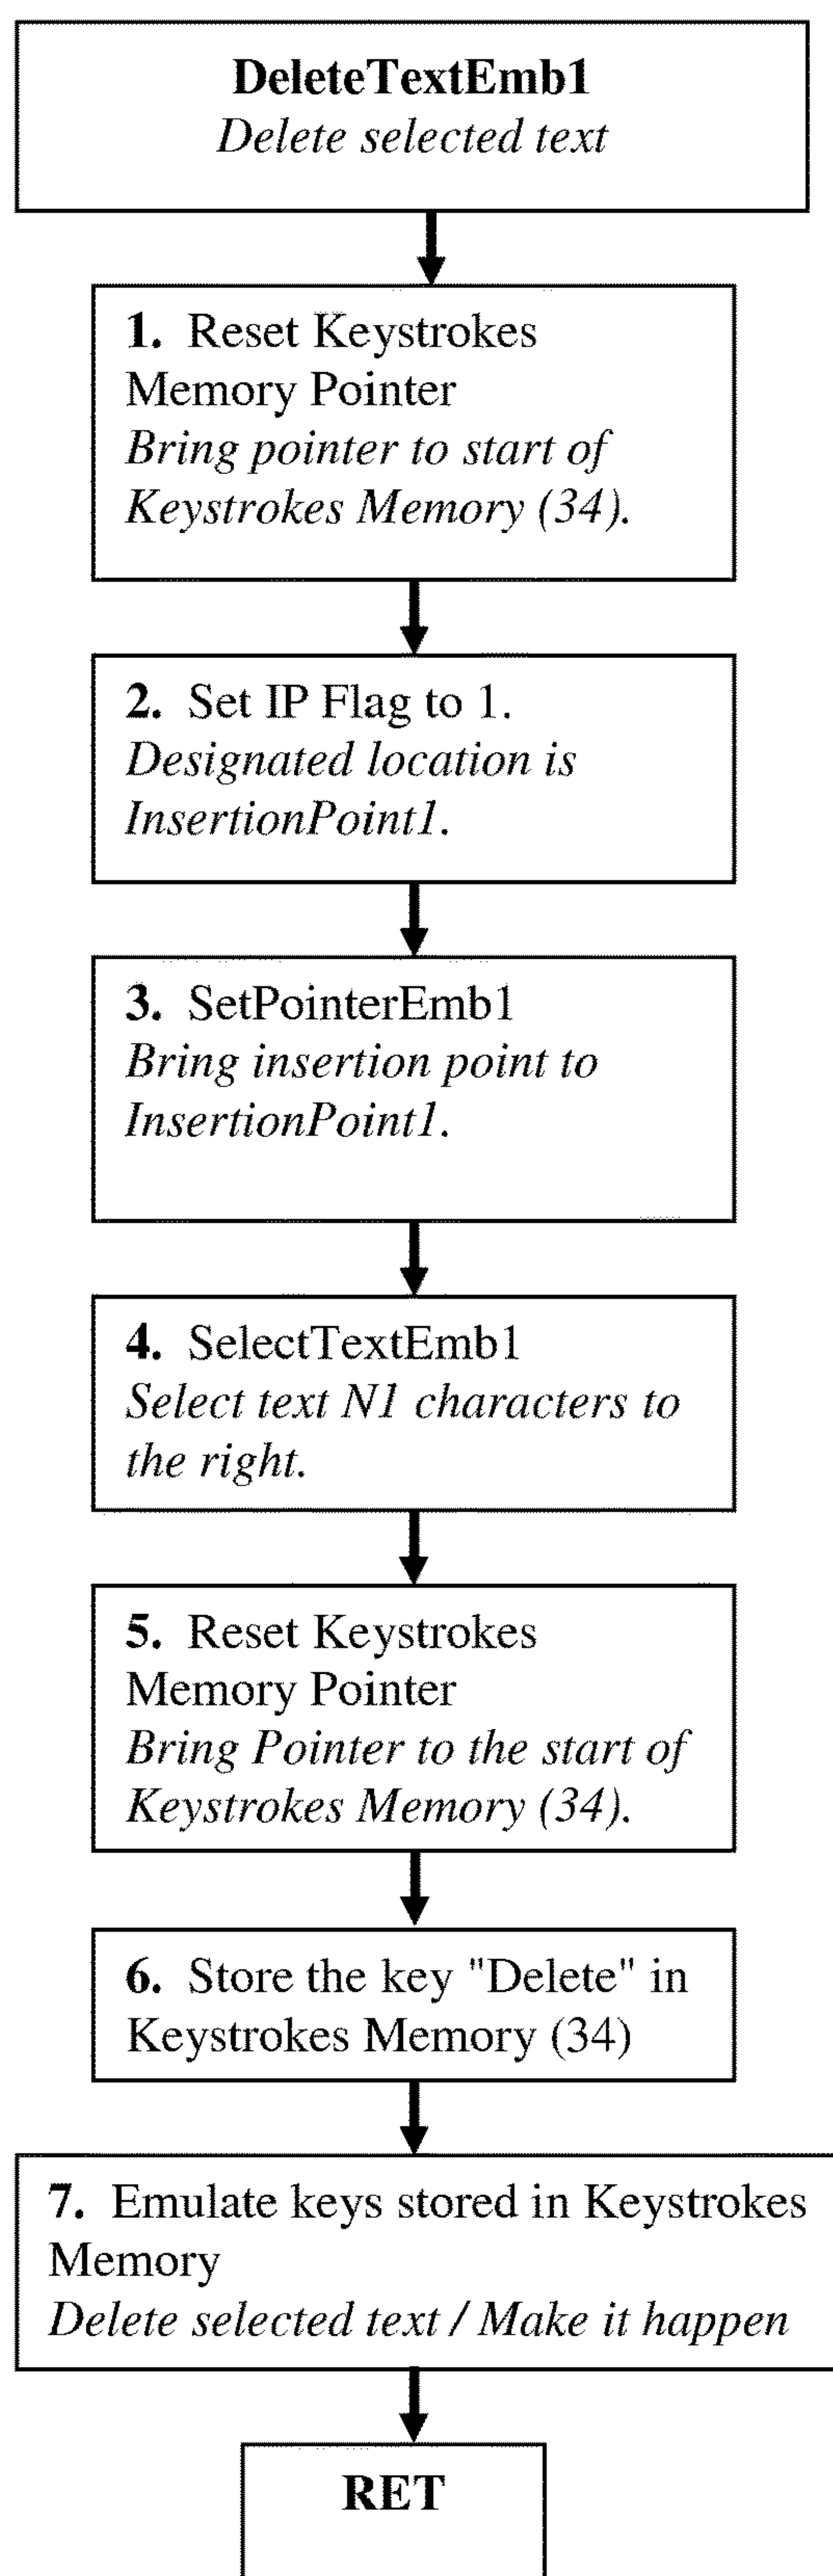 DeleteTextEmb1
Delete selected text
1. Reset Keystrokes
Memory Pointer
Bring pointer to start of
Keystrokes Memory (34).
2. Set IP Flag to 1.
Designated location is
InsertionPoint1.
3. SetPointerEmb1
Bring insertion point to
InsertionPoint1.
4. SelectTextEmb1
Select text N1 characters to
the right.
5. Reset Keystrokes
Memory Pointer
Bring Pointer to the start of
Keystrokes Memory (34).
6. Store the key "Delete" in
Keystrokes Memory (34)
7. Emulate keys stored in Keystrokes
Memory
Delete selected text / Make it happen
RET